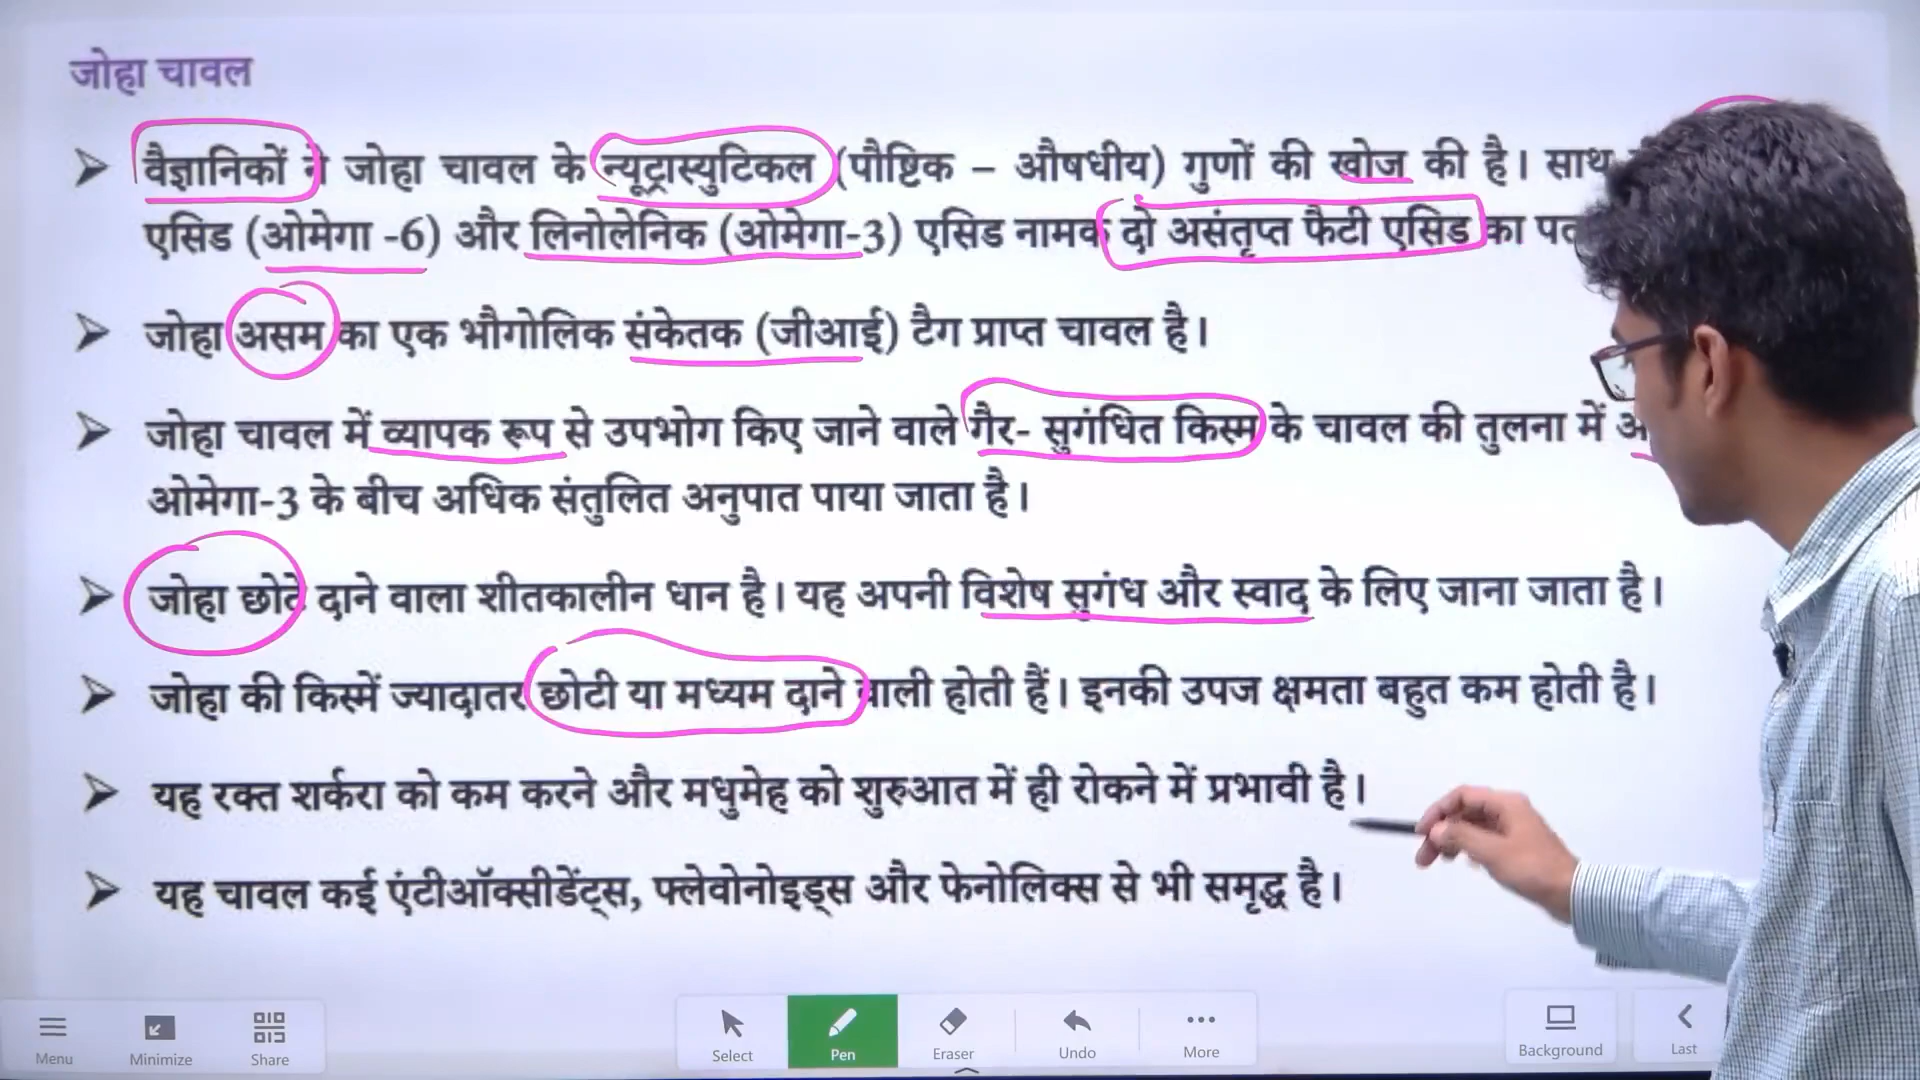 जोहा चावल
➤ वैज्ञानिकों ने जोहा चावल के न्यूट्रास्युटिकल (पौष्टिक – औषधीय) गुणों की खोज की है। साथ
एसिड (ओमेगा -6) और लिनोलेनिक (ओमेगा-3) एसिड नामक दो असंतृप्त फैटी एसिड का
➤ जोहा असम का एक भौगोलिक संकेतक (जीआई) टैग प्राप्त चावल है।
➤ जोहा चावल में व्यापक रूप से उपभोग किए जाने वाले गैर- सुगंधित किस्म के चावल की तुलना में
ओमेगा-3 के बीच अधिक संतुलित अनुपात पाया जाता है।
➤ जोहा छोटे दाने वाला शीतकालीन धान है। यह अपनी विशेष सुगंध और स्वाद के लिए जाना जाता है।
➤ जोहा की किस्में ज्यादातर छोटी या मध्यम दाने वाली होती हैं। इनकी उपज क्षमता बहुत कम होती है।
➤ यह रक्त शर्करा को कम करने और मधुमेह को शुरुआत में ही रोकने में प्रभावी है।
➤ यह चावल कई एंटीऑक्सीडेंट्स, फ्लेवोनोइड्स और फेनोलिक्स से भी समृद्ध है।
Menu Minimize Share Select Pen Eraser Undo More Background Last